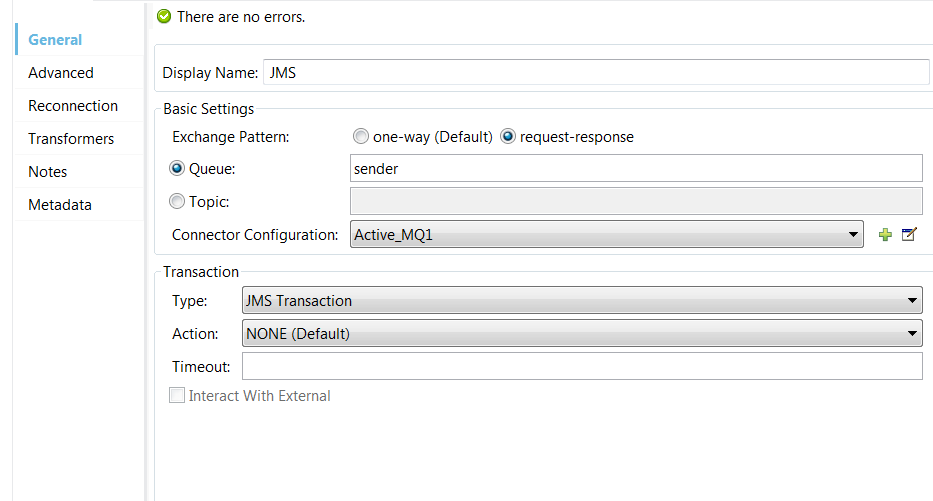 There are no errors.
General
Advanced
Reconnection
Transformers
Notes
Metadata
Display Name: JMS
Basic Settings
Exchange Pattern: one-way (Default) request-response
Queue: sender
Topic:
Connector Configuration: Active_MQ1
Transaction
Type: JMS Transaction
Action: NONE (Default)
Timeout:
Interact With External